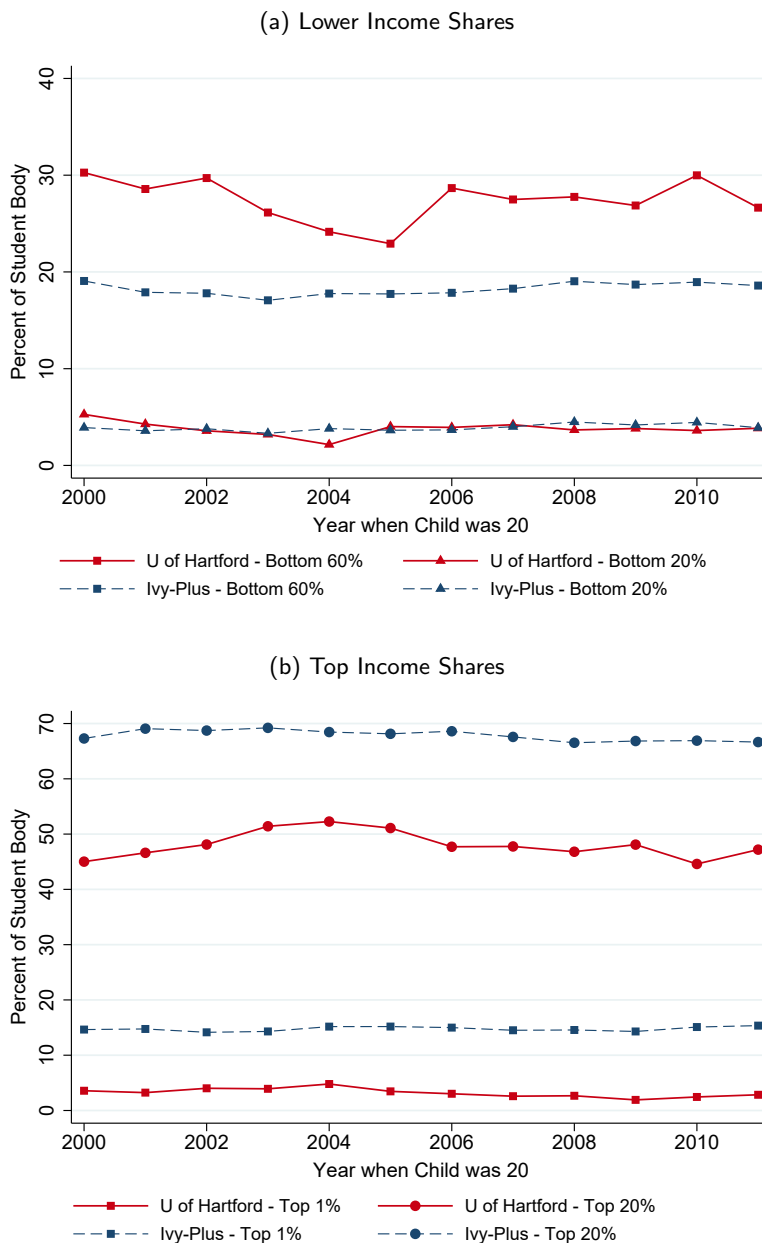 (a) Lower Income Shares
40
30
20
10
0
Percent of Student Body
2000 2002 2004 2006 2008 2010
Year when Child was 20
U of Hartford - Bottom 60% U of Hartford - Bottom 20%
Ivy-Plus - Bottom 60% Ivy-Plus - Bottom 20%
(b) Top Income Shares
70
60
50
40
30
20
10
0
Percent of Student Body
2000 2002 2004 2006 2008 2010
Year when Child was 20
U of Hartford - Top 1% U of Hartford - Top 20%
Ivy-Plus - Top 1% Ivy-Plus - Top 20%